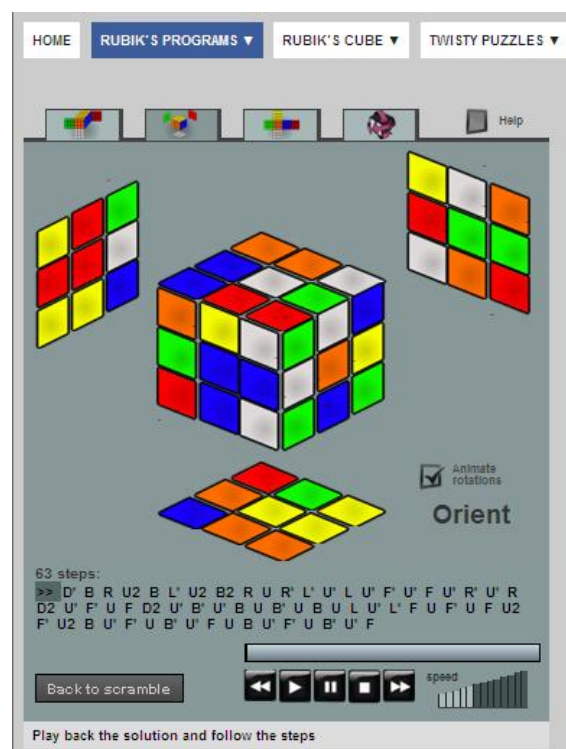 HOME RUBIK'S PROGRAMS ▼ RUBIK'S CUBE ▼ TWISTY PUZZLES ▼
Help
Animate
rotations
Orient
63 steps:
>> D' B R U2 B L' U2 B2 R U R' L' U' L U' F' U' F U' R' U' R
D2 U' F' U F D2 U' B' U' B U B' U B U L U' L' F U F' U F U2
F' U2 B U' F' U B' U' F U B U' F' U B' U' F
speed
Back to scramble
Play back the solution and follow the steps